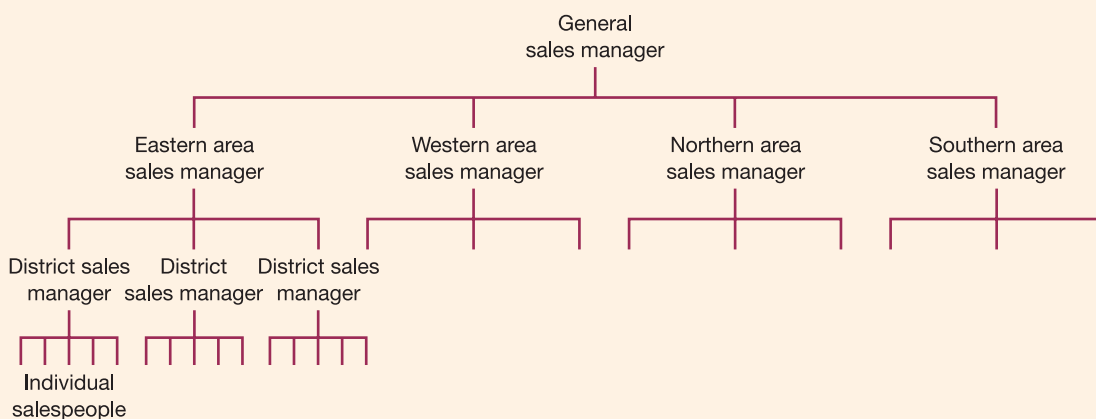 General
sales manager
Eastern area
sales manager
Western area
sales manager
Northern area
sales manager
Southern area
sales manager
District sales
manager
District
sales manager
District sales
manager
Individual
salespeople